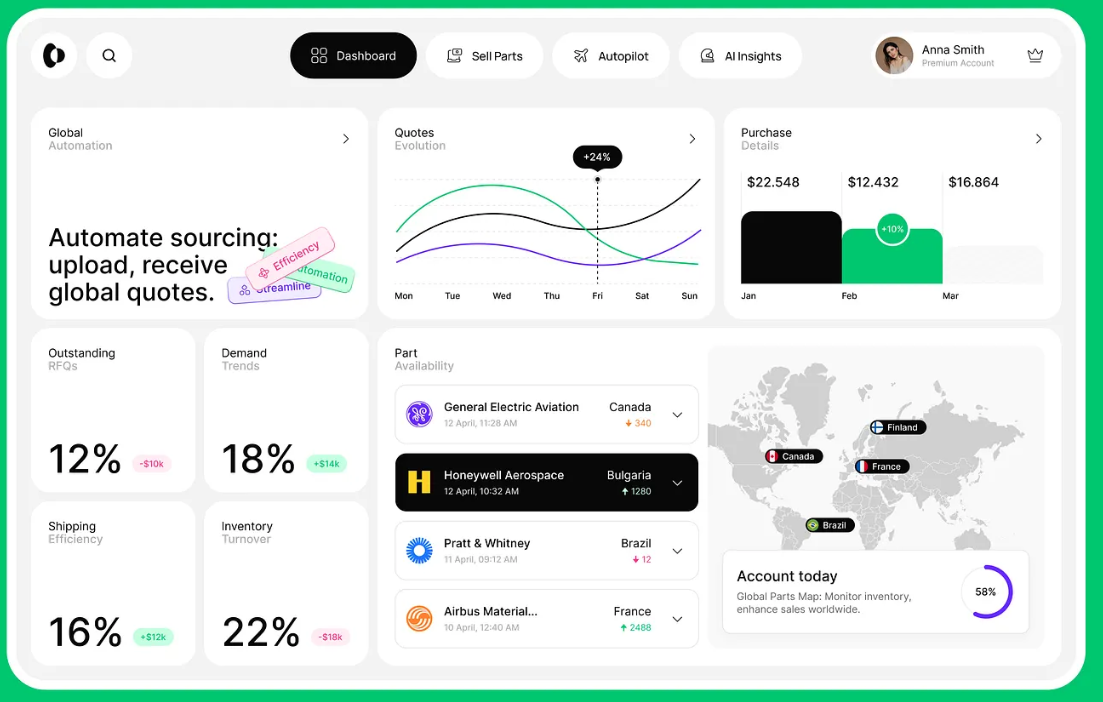 Dashboard
Sell Parts
Autopilot
AI Insights
Anna Smith
Premium Account
Global
Automation
Automate sourcing:
upload, receive
global quotes.
Efficiency
utomation
Streamline
Quotes
Evolution
+24%
Mon Tue Wed Thu Fri Sat Sun
Purchase
Details
$22.548 $12.432 $16.864
+10%
Jan Feb Mar
Outstanding
RFQs
12% -$10k
Demand
Trends
18% +$14k
Shipping
Efficiency
16% +$12k
Inventory
Turnover
22% -$18k
Part
Availability
General Electric Aviation Canada
12 April, 11:28 AM 340
Honeywell Aerospace Bulgaria
12 April, 10:32 AM 1280
Pratt & Whitney Brazil
11 April, 09:12 AM 12
Airbus Material... France
10 April, 12:40 AM 2488
Finland
Canada
France
Brazil
Account today
Global Parts Map: Monitor inventory,
enhance sales worldwide.
58%